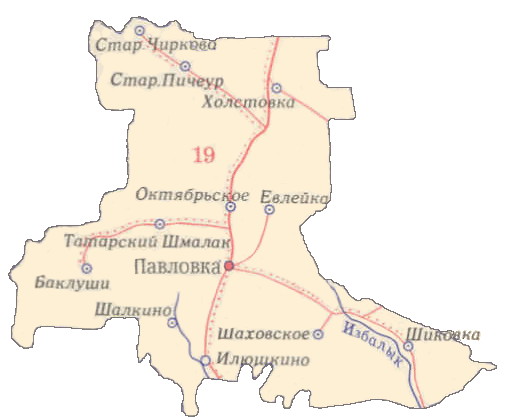 Стар. Чиркова
Стар. Пичеур
Холстовка
19
Октябрьское
Евлейка
Татарский Шмалак
Павловка
Баклуши
Шалкино
Шаховское
Избалык
Шиковка
Илюшкино